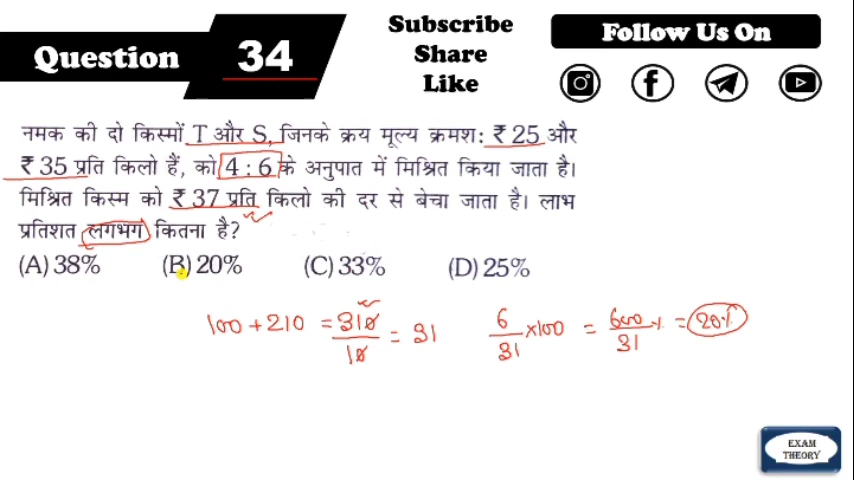 Question 34
Subscribe
Share
Like
Follow Us On
नमक की दो किस्मों T और S, जिनके क्रय मूल्य क्रमश: ₹ 25 और
₹ 35 प्रति किलो हैं, को 4 : 6 के अनुपात में मिश्रित किया जाता है।
मिश्रित किस्म को ₹ 37 प्रति किलो की दर से बेचा जाता है। लाभ
प्रतिशत लगभग कितना है?
(A) 38% (B) 20% (C) 33% (D) 25%
100 + 210 = 310/10 = 31 6/31 × 100 = 600/31 % = 20%
EXAM
THEORY